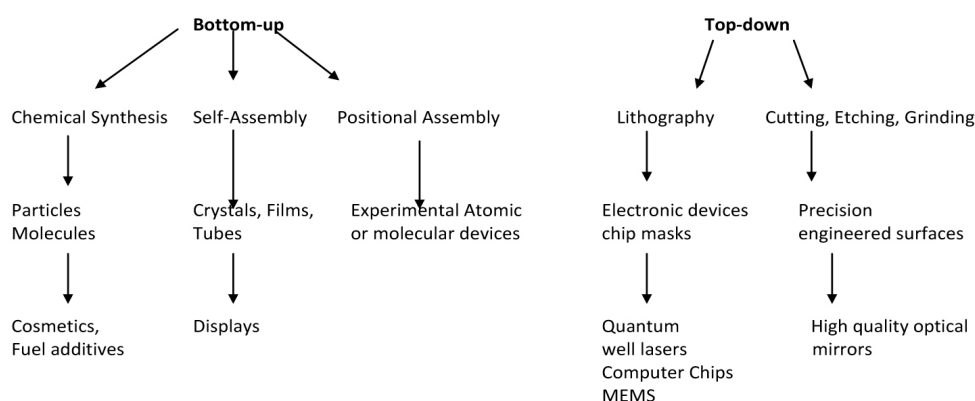 Bottom-up
Top-down
Chemical Synthesis
Self-Assembly
Positional Assembly
Lithography
Cutting, Etching, Grinding
Particles
Molecules
Crystals, Films,
Tubes
Experimental Atomic
or molecular devices
Electronic devices
chip masks
Precision
engineered surfaces
Cosmetics,
Fuel additives
Displays
Quantum
well lasers
Computer Chips
MEMS
High quality optical
mirrors